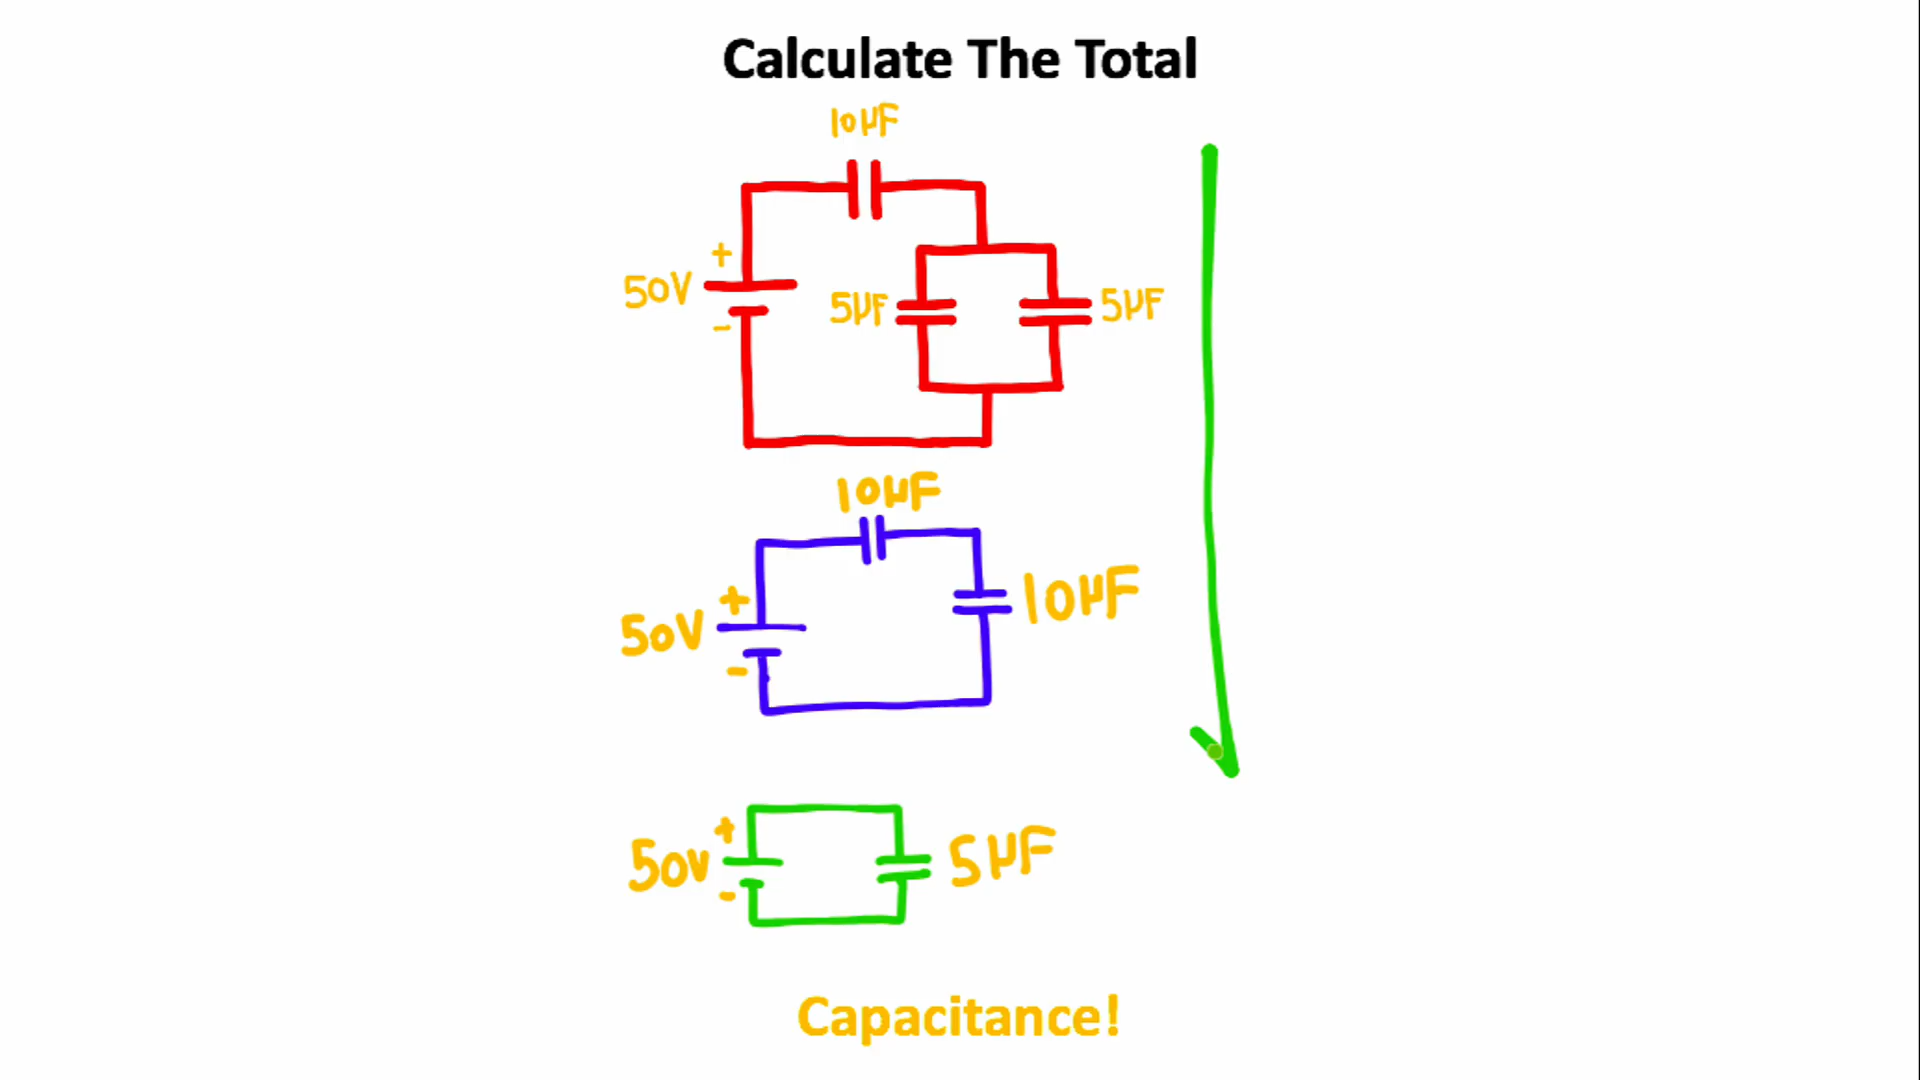 Calculate The Total
10μF
+
50V
-
5μF
5μF
10μF
+
50V
-
10μF
+
50V
-
5μF
Capacitance!